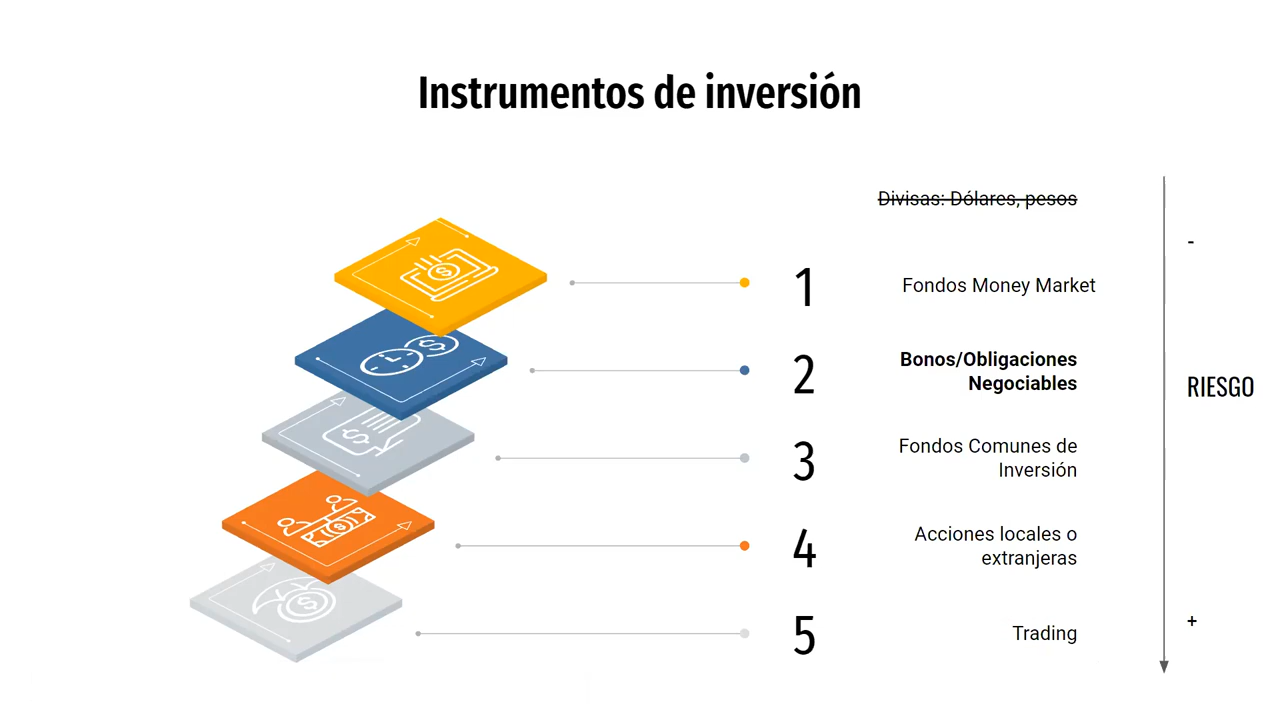 Instrumentos de inversión
Divisas: Dólares, pesos
-
1
Fondos Money Market
2
Bonos/Obligaciones
Negociables
RIESGO
3
Fondos Comunes de
Inversión
4
Acciones locales o
extranjeras
+
5
Trading